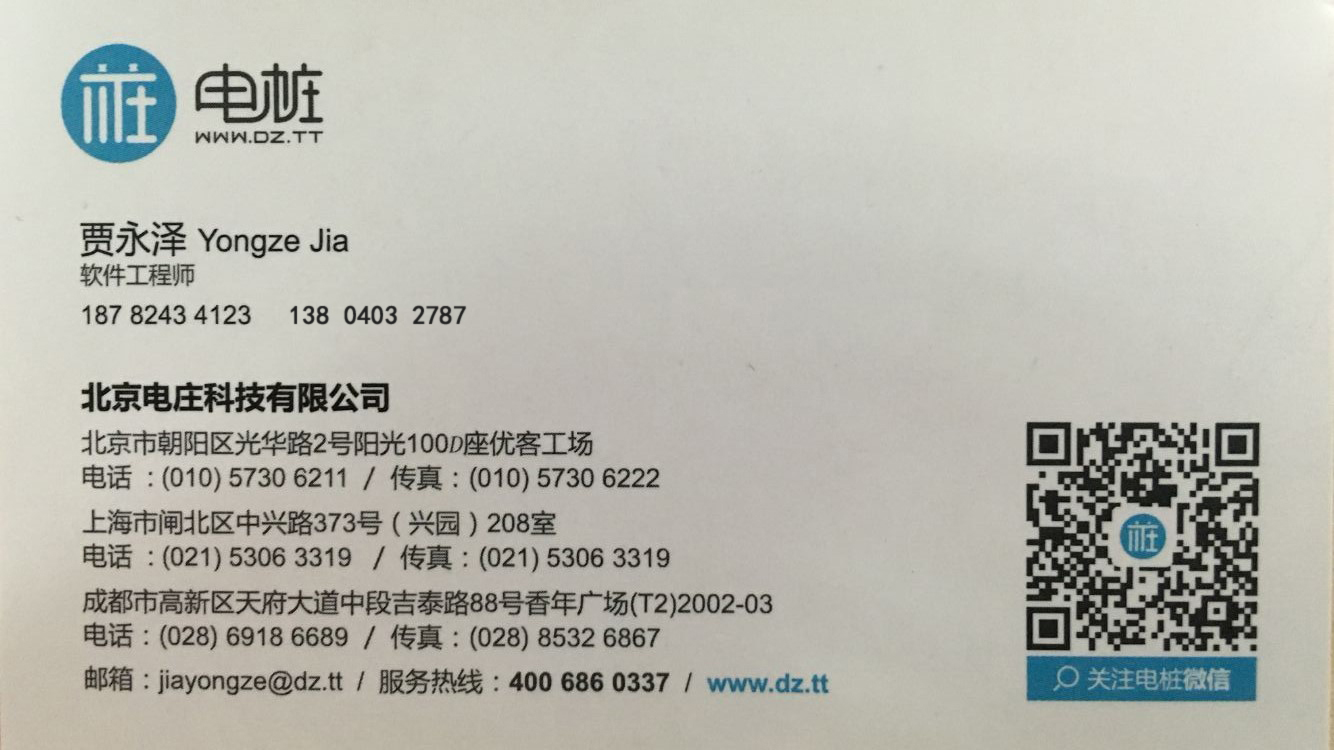 桩 电桩
WWW.DZ.TT
贾永泽 Yongze Jia
软件工程师
187 8243 4123 138 0403 2787
北京电庄科技有限公司
北京市朝阳区光华路2号阳光100D座优客工场
电话 : (010) 5730 6211 / 传真 : (010) 5730 6222
上海市闸北区中兴路373号 ( 兴园 ) 208室
电话 : (021) 5306 3319 / 传真 : (021) 5306 3319
成都市高新区天府大道中段吉泰路88号香年广场(T2)2002-03
电话 : (028) 6918 6689 / 传真 : (028) 8532 6867
邮箱 : jiayongze@dz.tt / 服务热线 : 400 686 0337 / www.dz.tt
桩
关注电桩微信